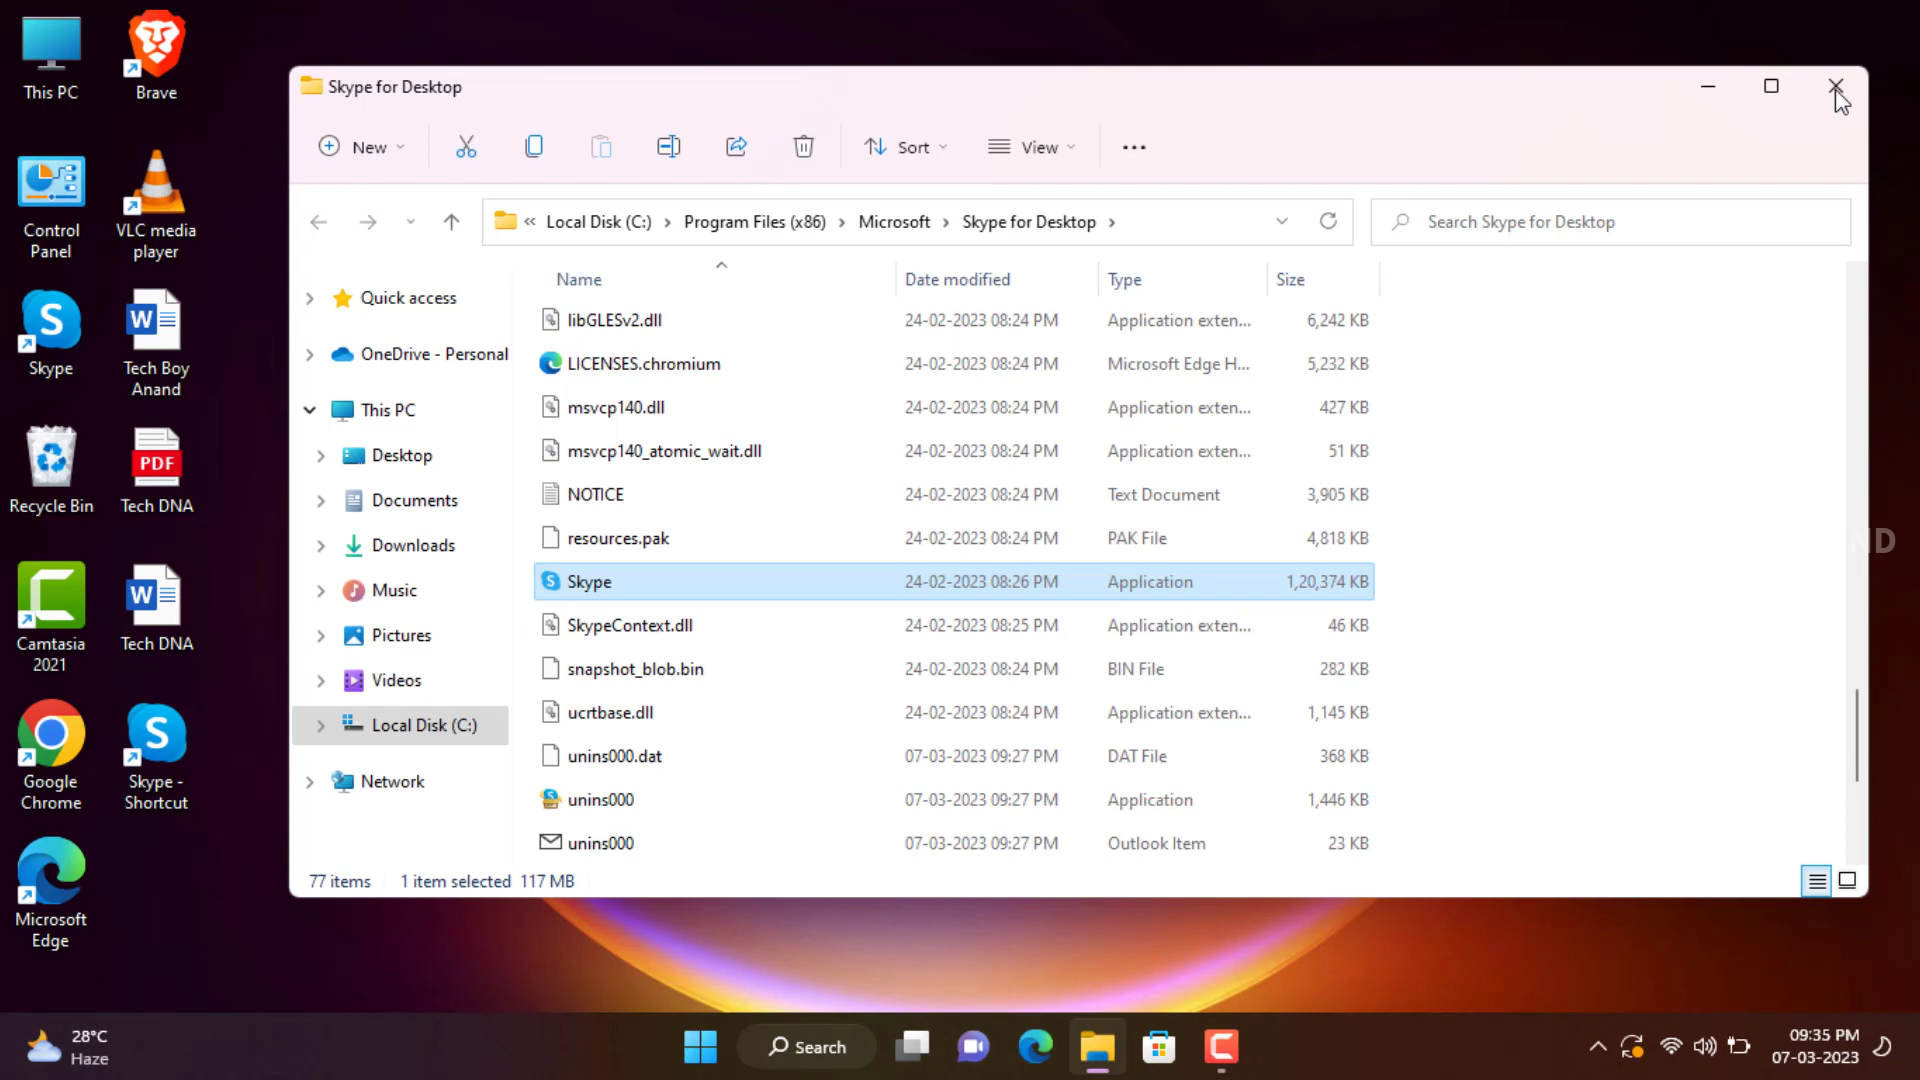 This PC
Brave
Control
Panel
VLC media
player
Skype
Tech Boy
Anand
Recycle Bin
PDF
Tech DNA
Camtasia
2021
Tech DNA
Google
Chrome
Skype -
Shortcut
Microsoft
Edge
Skype for Desktop
New
Sort
View
Local Disk (C:)
Program Files (x86)
Microsoft
Skype for Desktop
Search Skype for Desktop
Quick access
OneDrive - Personal
This PC
Desktop
Documents
Downloads
Music
Pictures
Videos
Local Disk (C:)
Network
Name Date modified Type Size
libGLESv2.dll 24-02-2023 08:24 PM Application exten... 6,242 KB
LICENSES.chromium 24-02-2023 08:24 PM Microsoft Edge H... 5,232 KB
msvcp140.dll 24-02-2023 08:24 PM Application exten... 427 KB
msvcp140_atomic_wait.dll 24-02-2023 08:24 PM Application exten... 51 KB
NOTICE 24-02-2023 08:24 PM Text Document 3,905 KB
resources.pak 24-02-2023 08:24 PM PAK File 4,818 KB
Skype 24-02-2023 08:26 PM Application 1,20,374 KB
SkypeContext.dll 24-02-2023 08:25 PM Application exten... 46 KB
snapshot_blob.bin 24-02-2023 08:24 PM BIN File 282 KB
ucrtbase.dll 24-02-2023 08:24 PM Application exten... 1,145 KB
unins000.dat 07-03-2023 09:27 PM DAT File 368 KB
unins000 07-03-2023 09:27 PM Application 1,446 KB
unins000 07-03-2023 09:27 PM Outlook Item 23 KB
77 items 1 item selected 117 MB
28°C
Haze
Search
09:35 PM
07-03-2023